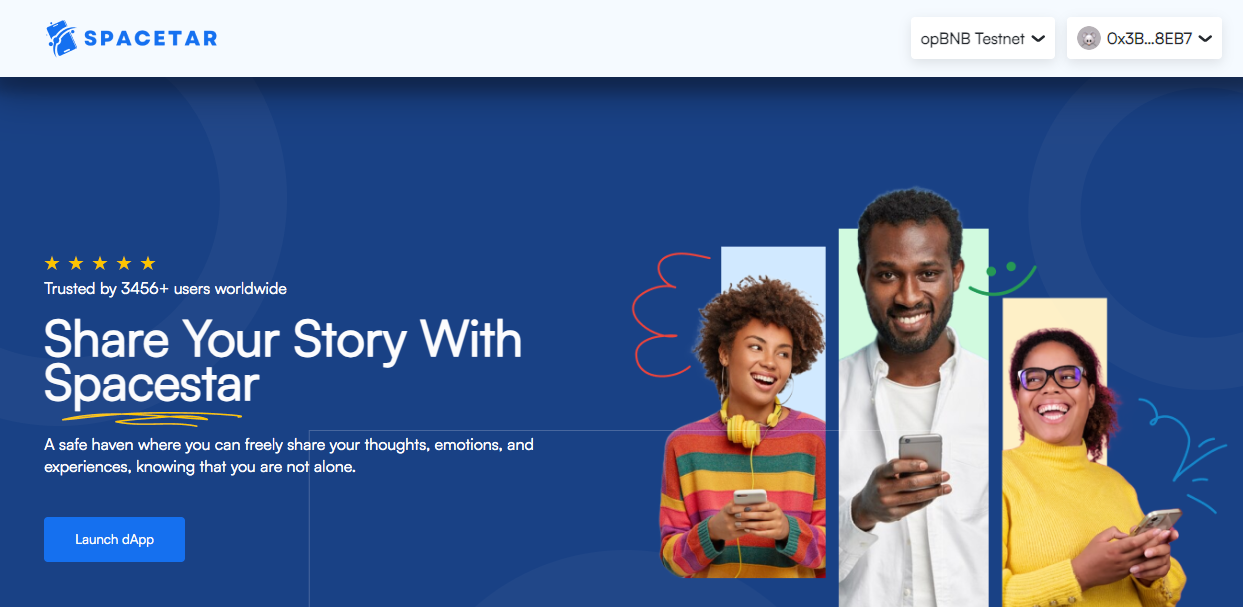 SPACETAR
opBNB Testnet
0x3B...8EB7
Trusted by 3456+ users worldwide
Share Your Story With
Spacestar
A safe haven where you can freely share your thoughts, emotions, and
experiences, knowing that you are not alone.
Launch dApp